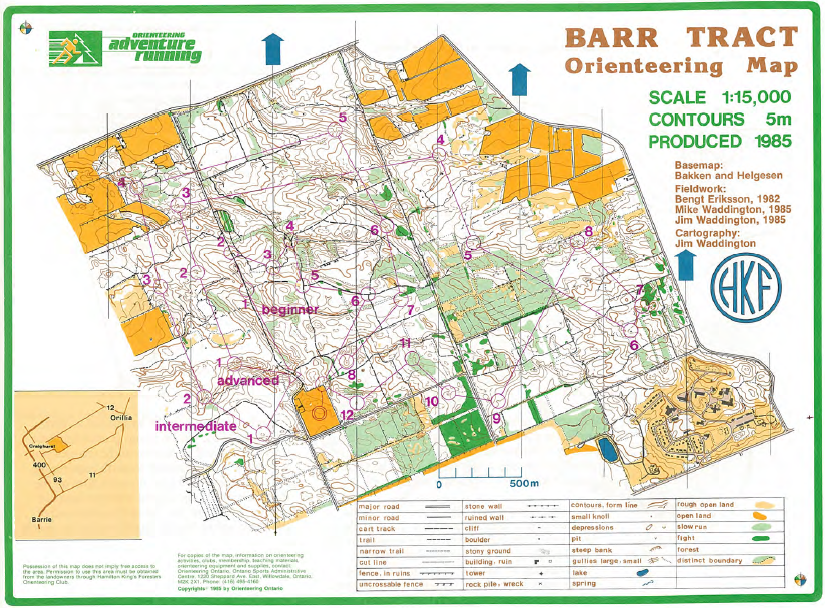 ORIENTEERING
adventure
running
BARR TRACT
Orienteering Map
SCALE 1:15,000
CONTOURS 5m
PRODUCED 1985
Basemap:
Bakken and Helgesen
Fieldwork:
Bengt Eriksson, 1982
Mike Waddington, 1985
Jim Waddington, 1985
Cartography:
Jim Waddington
HKF
5
4
4
3
2
4
6
8
3
5
2
3
5
3
7
1
6
7
beginner
6
11
1
8
advanced
2
10
12
9
intermediate
1
12
Orillia
Craighurst
400
93
11
Barrie
0
500m
major road
minor road
cart track
trail
narrow trail
cut line
fence, in ruins
uncrossable fence
stone wall
ruined wall
cliff
boulder
stony ground
building, ruin
tower
rock pile, wreck
contours, form line
small knoll
depressions
pit
steep bank
gullies large, small
lake
spring
rough open land
open land
slow run
fight
forest
distinct boundary
Possession of this map does not imply free access to
the area. Permission to use this area must be obtained
from the landowners through Hamilton King's Foresters
Orienteering Club.
For copies of the map, information on orienteering
activities, clubs, membership, teaching materials,
orienteering equipment and supplies, contact:
Orienteering Ontario, Ontario Sports Administrative
Centre, 1220 Sheppard Ave. East, Willowdale, Ontario,
M2K 2X1. Phone: (416) 495-4160
Copyright: 1985 by Orienteering Ontario